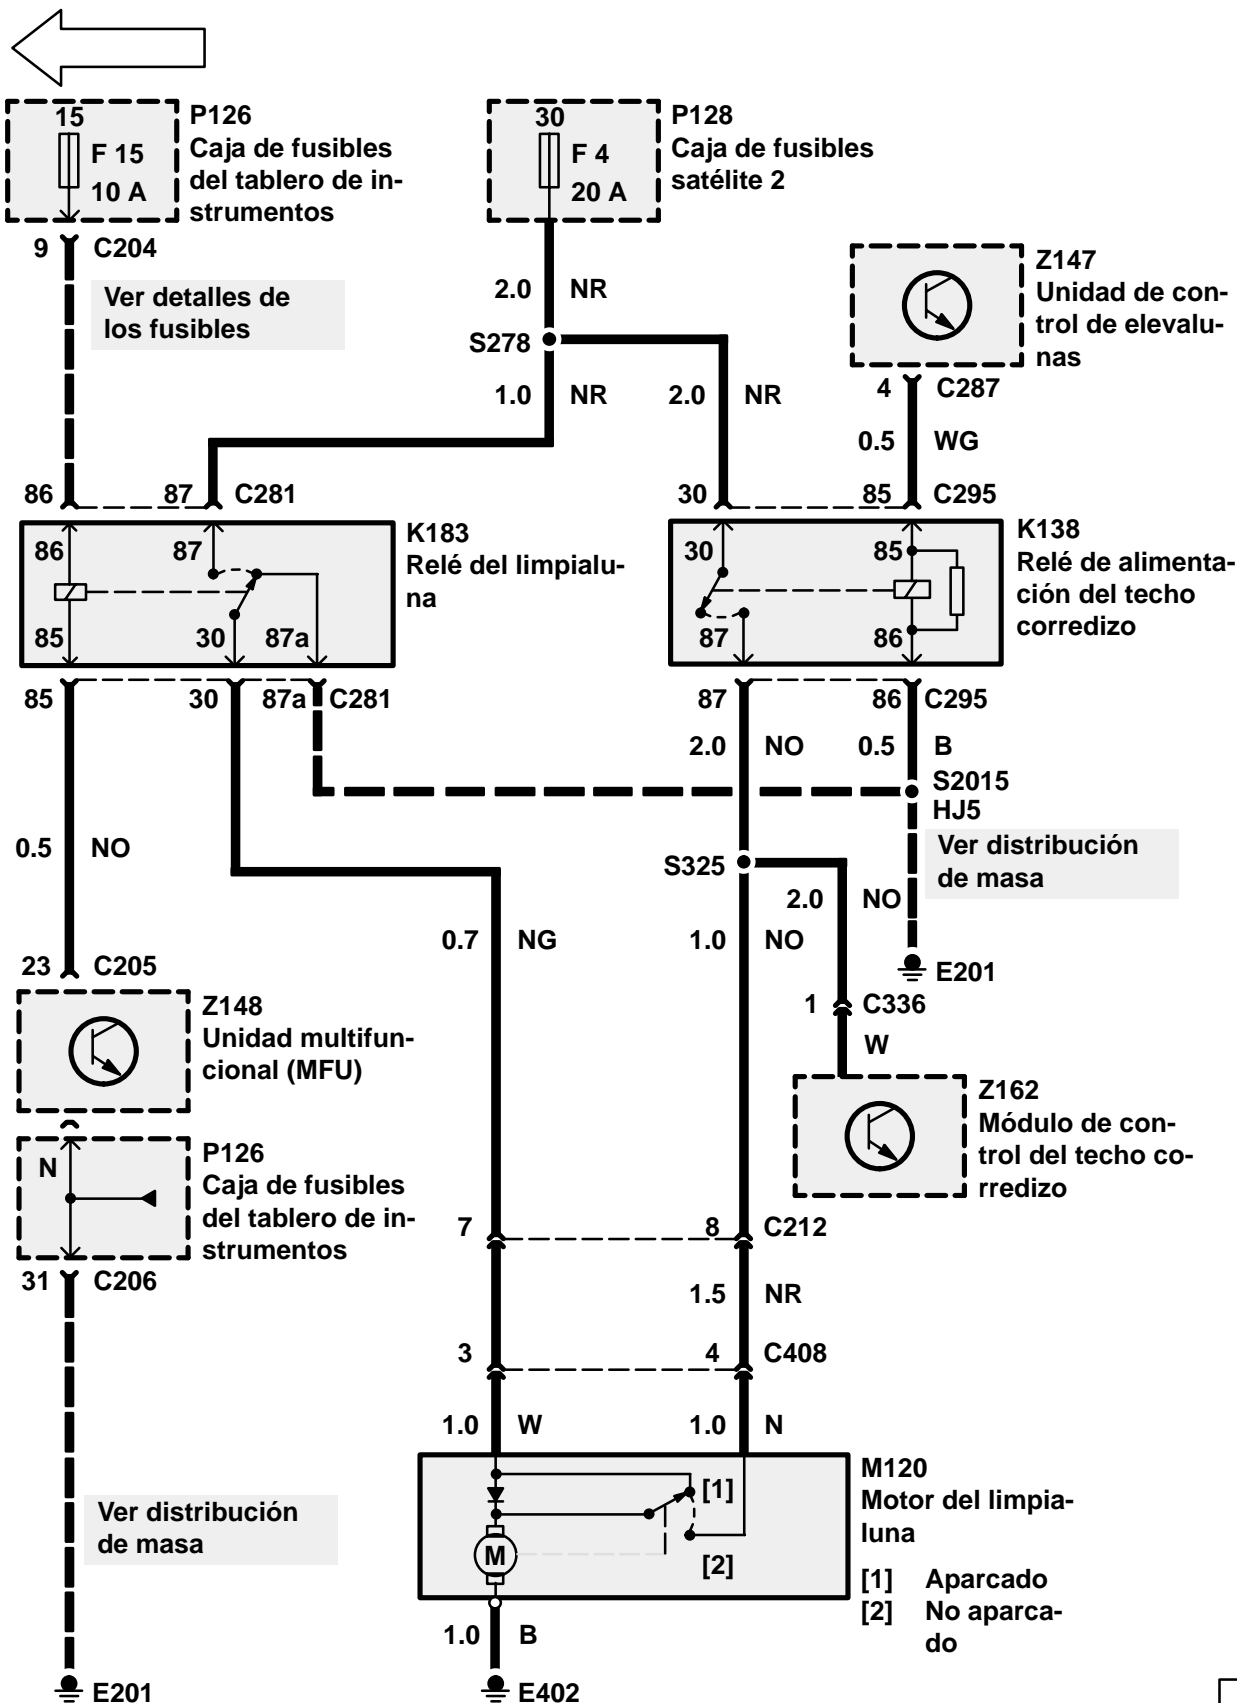 15
F 15
10 A
P126
Caja de fusibles
del tablero de in-
strumentos
30
F 4
20 A
P128
Caja de fusibles
satélite 2
9 C204
Ver detalles de
los fusibles
2.0 NR
S278
1.0 NR
2.0 NR
Z147
Unidad de con-
trol de elevalu-
nas
4 C287
0.5 WG
86 87 C281
30 85 C295
86 87
85 30 87a
K183
Relé del limpialu-
na
30 85
87 86
K138
Relé de alimenta-
ción del techo
corredizo
85 30 87a C281
87 86 C295
2.0 NO 0.5 B
S2015
HJ5
Ver distribución
de masa
0.5 NO
S325
2.0 NO
0.7 NG
1.0 NO
E201
23 C205
1 C336
W
Z148
Unidad multifun-
cional (MFU)
Z162
Módulo de con-
trol del techo co-
rredizo
N
P126
Caja de fusibles
del tablero de in-
strumentos
31 C206
7 8 C212
1.5 NR
3 4 C408
1.0 W 1.0 N
[1]
[2]
M
M120
Motor del limpia-
luna
[1] Aparcado
[2] No aparca-
do
Ver distribución
de masa
1.0 B
E201
E402